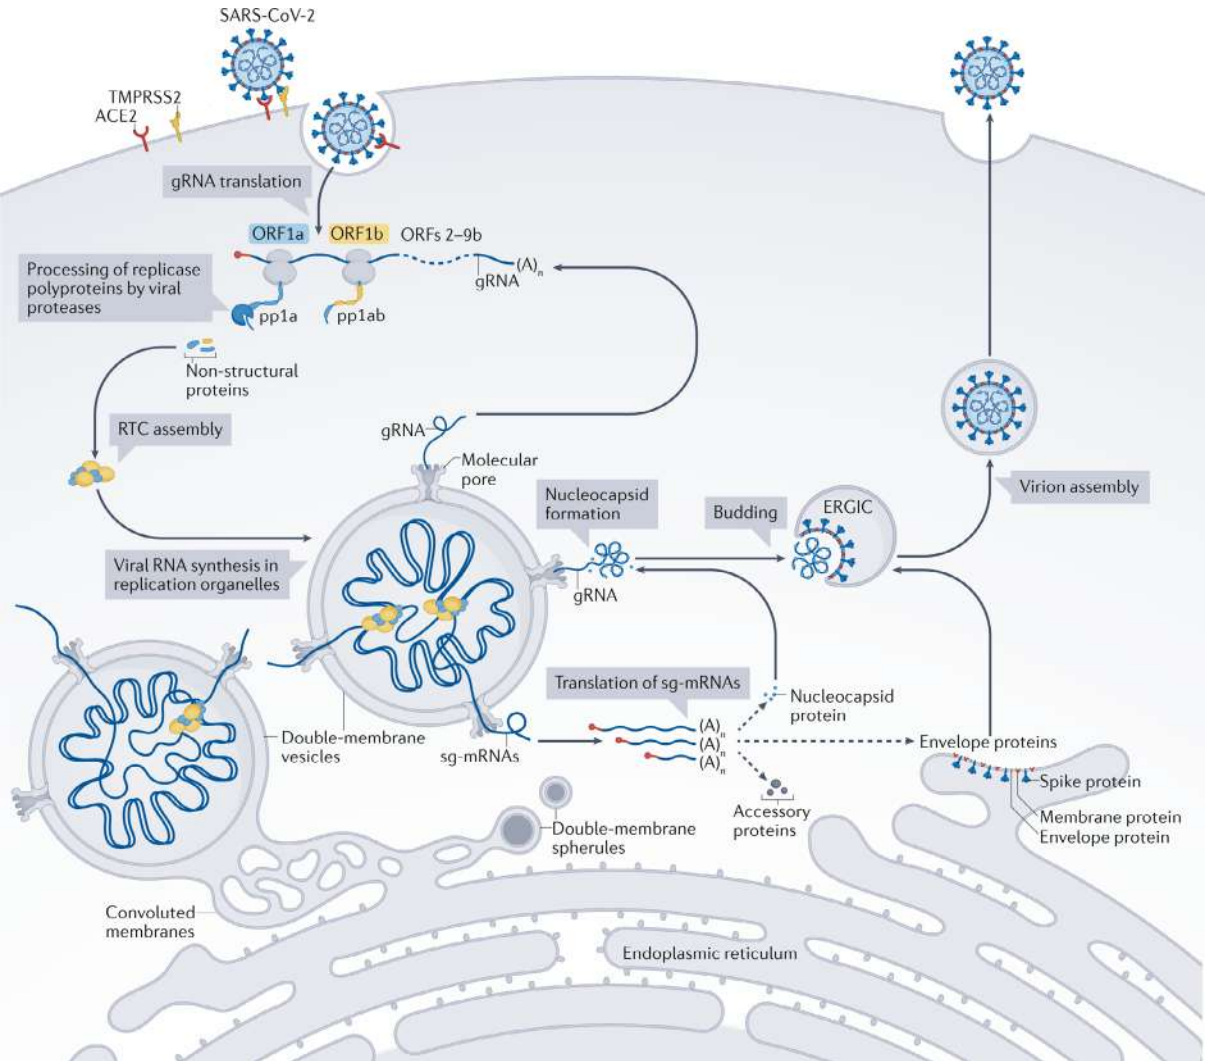 SARS-CoV-2
TMPRSS2
ACE2
gRNA translation
ORF1a
ORF1b
ORFs 2–9b
(A)n
gRNA
Processing of replicase
polyproteins by viral
proteases
pp1a
pp1ab
Non-structural
proteins
RTC assembly
gRNA
Molecular
pore
Nucleocapsid
formation
Budding
ERGIC
Virion assembly
Viral RNA synthesis in
replication organelles
gRNA
Translation of sg-mRNAs
Nucleocapsid
protein
Double-membrane
vesicles
sg-mRNAs
(A)n
(A)n
(A)n
Envelope proteins
Spike protein
Membrane protein
Envelope protein
Accessory
proteins
Double-membrane
spherules
Convoluted
membranes
Endoplasmic reticulum